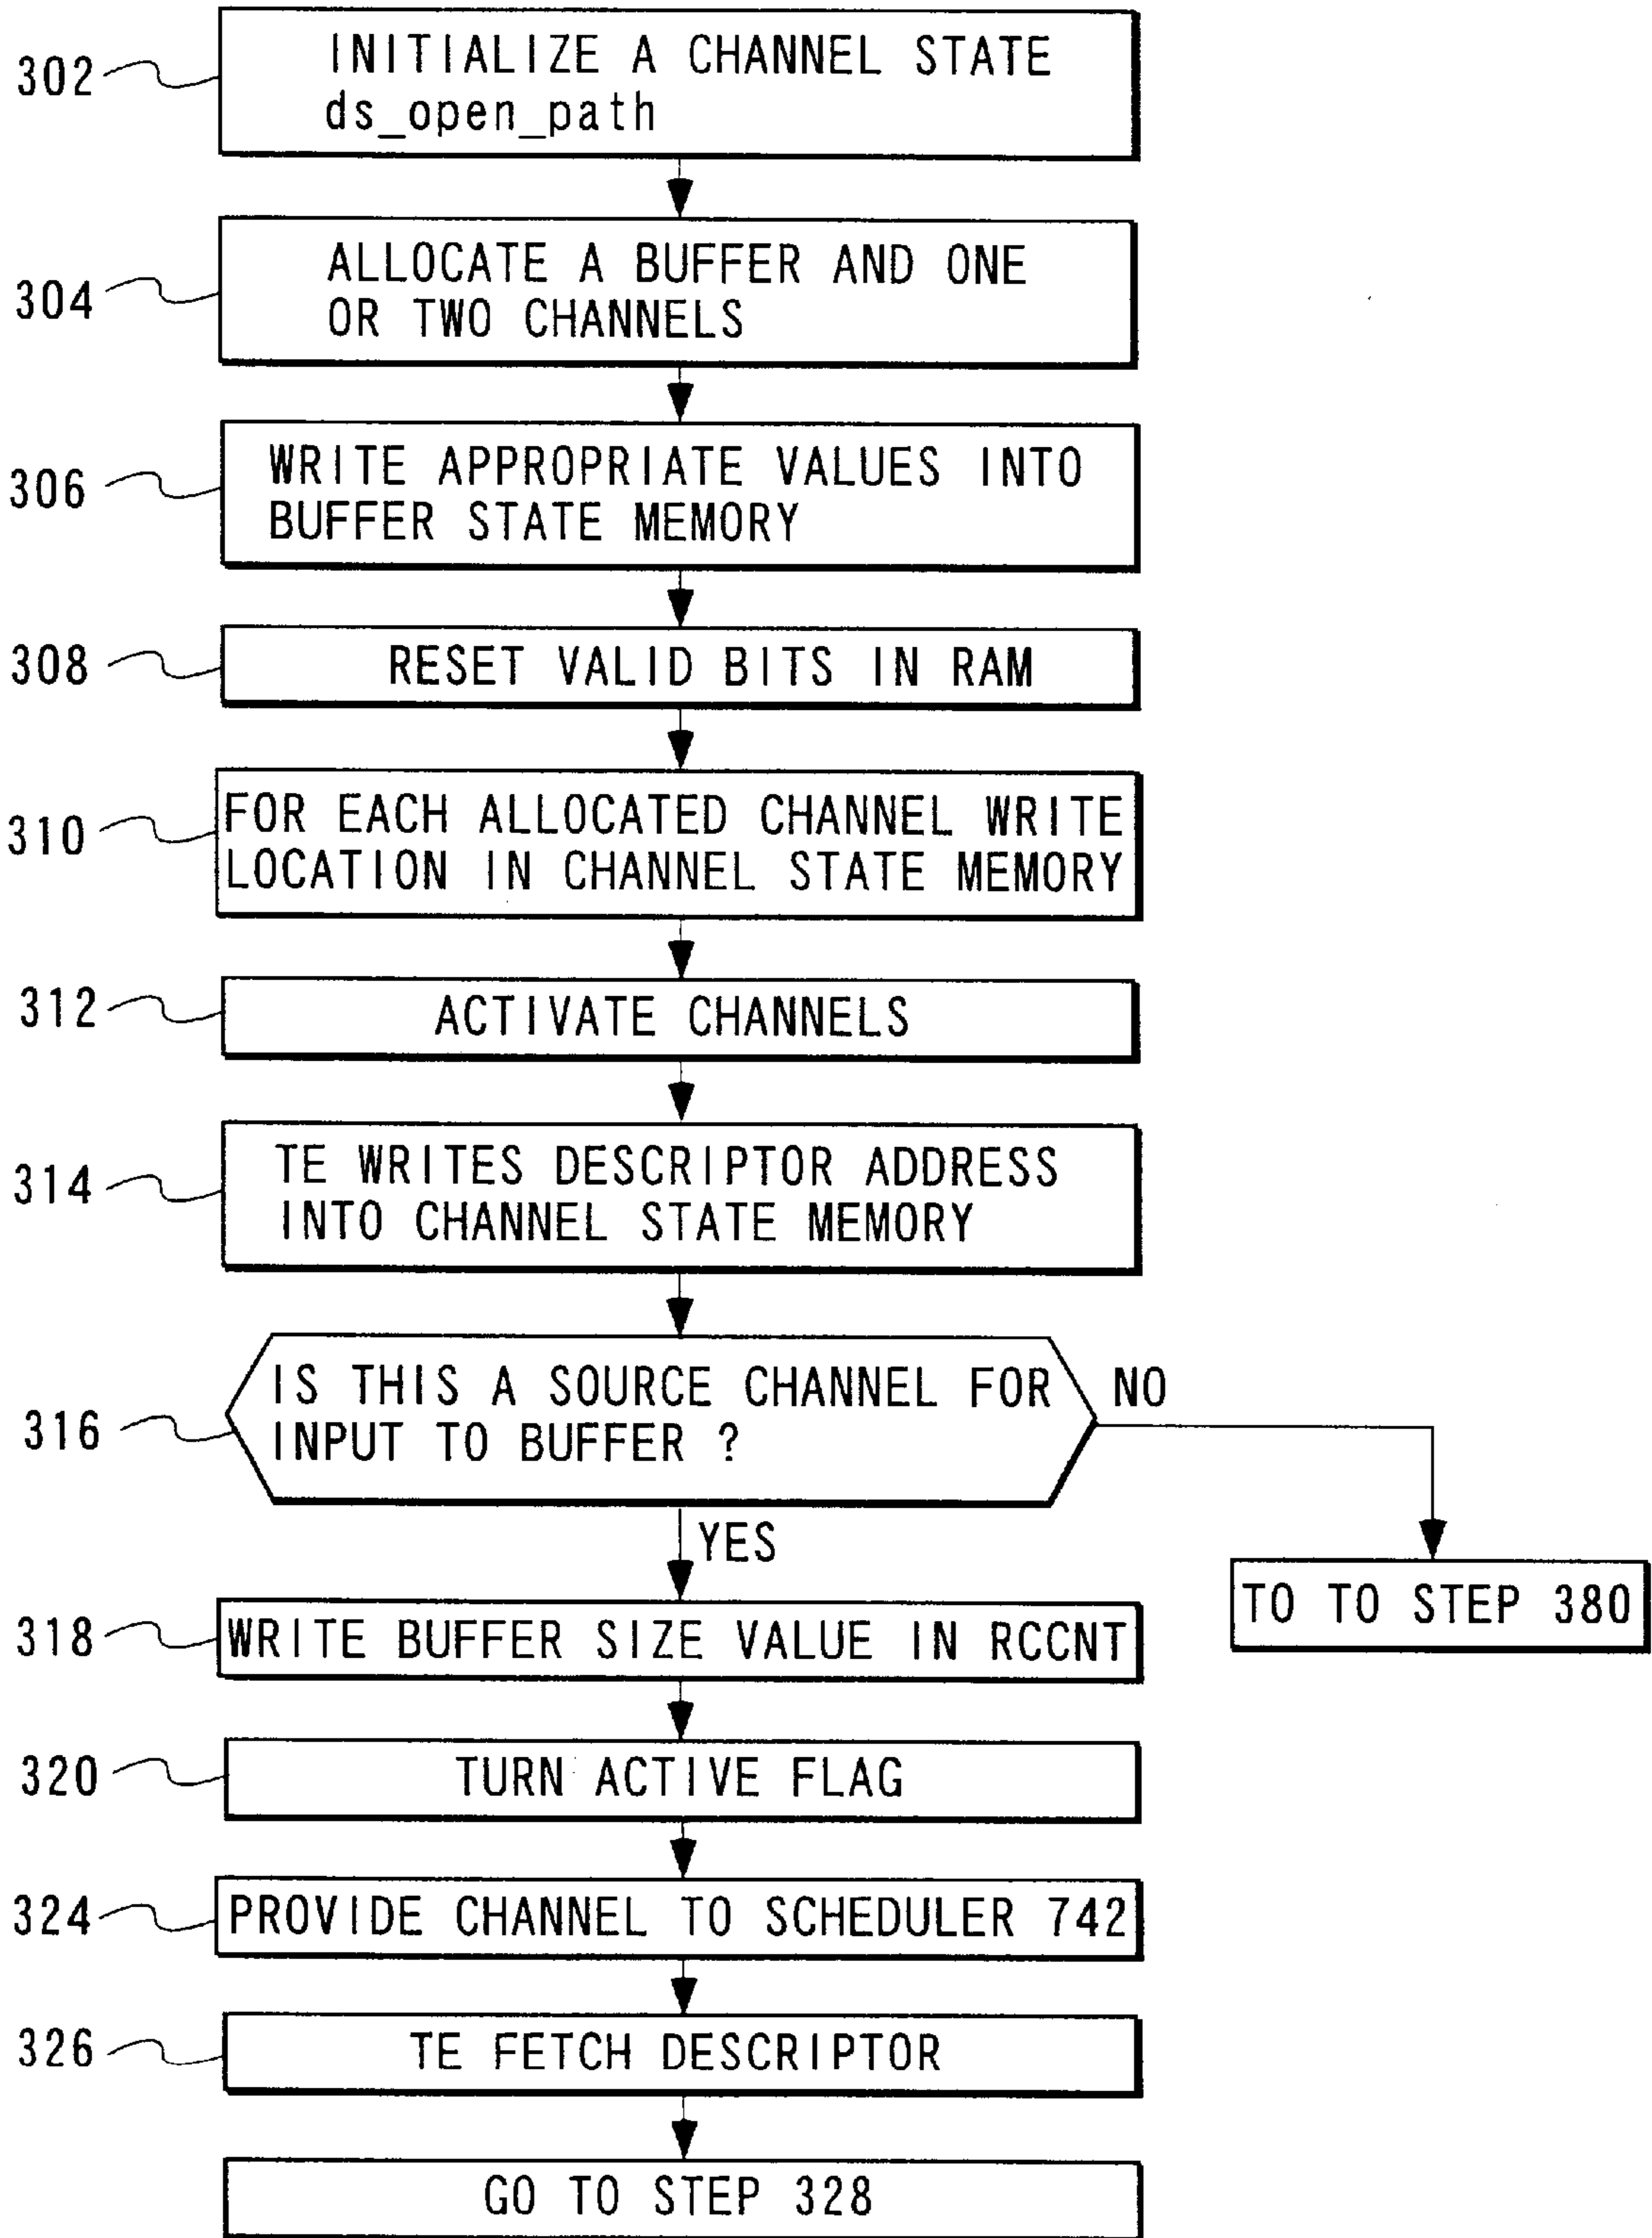 302
INITIALIZE A CHANNEL STATE
ds_open_path
304
ALLOCATE A BUFFER AND ONE
OR TWO CHANNELS
306
WRITE APPROPRIATE VALUES INTO
BUFFER STATE MEMORY
308
RESET VALID BITS IN RAM
310
FOR EACH ALLOCATED CHANNEL WRITE
LOCATION IN CHANNEL STATE MEMORY
312
ACTIVATE CHANNELS
314
TE WRITES DESCRIPTOR ADDRESS
INTO CHANNEL STATE MEMORY
316
IS THIS A SOURCE CHANNEL FOR
INPUT TO BUFFER ?
NO
YES
TO TO STEP 380
318
WRITE BUFFER SIZE VALUE IN RCCNT
320
TURN ACTIVE FLAG
324
PROVIDE CHANNEL TO SCHEDULER 742
326
TE FETCH DESCRIPTOR
GO TO STEP 328